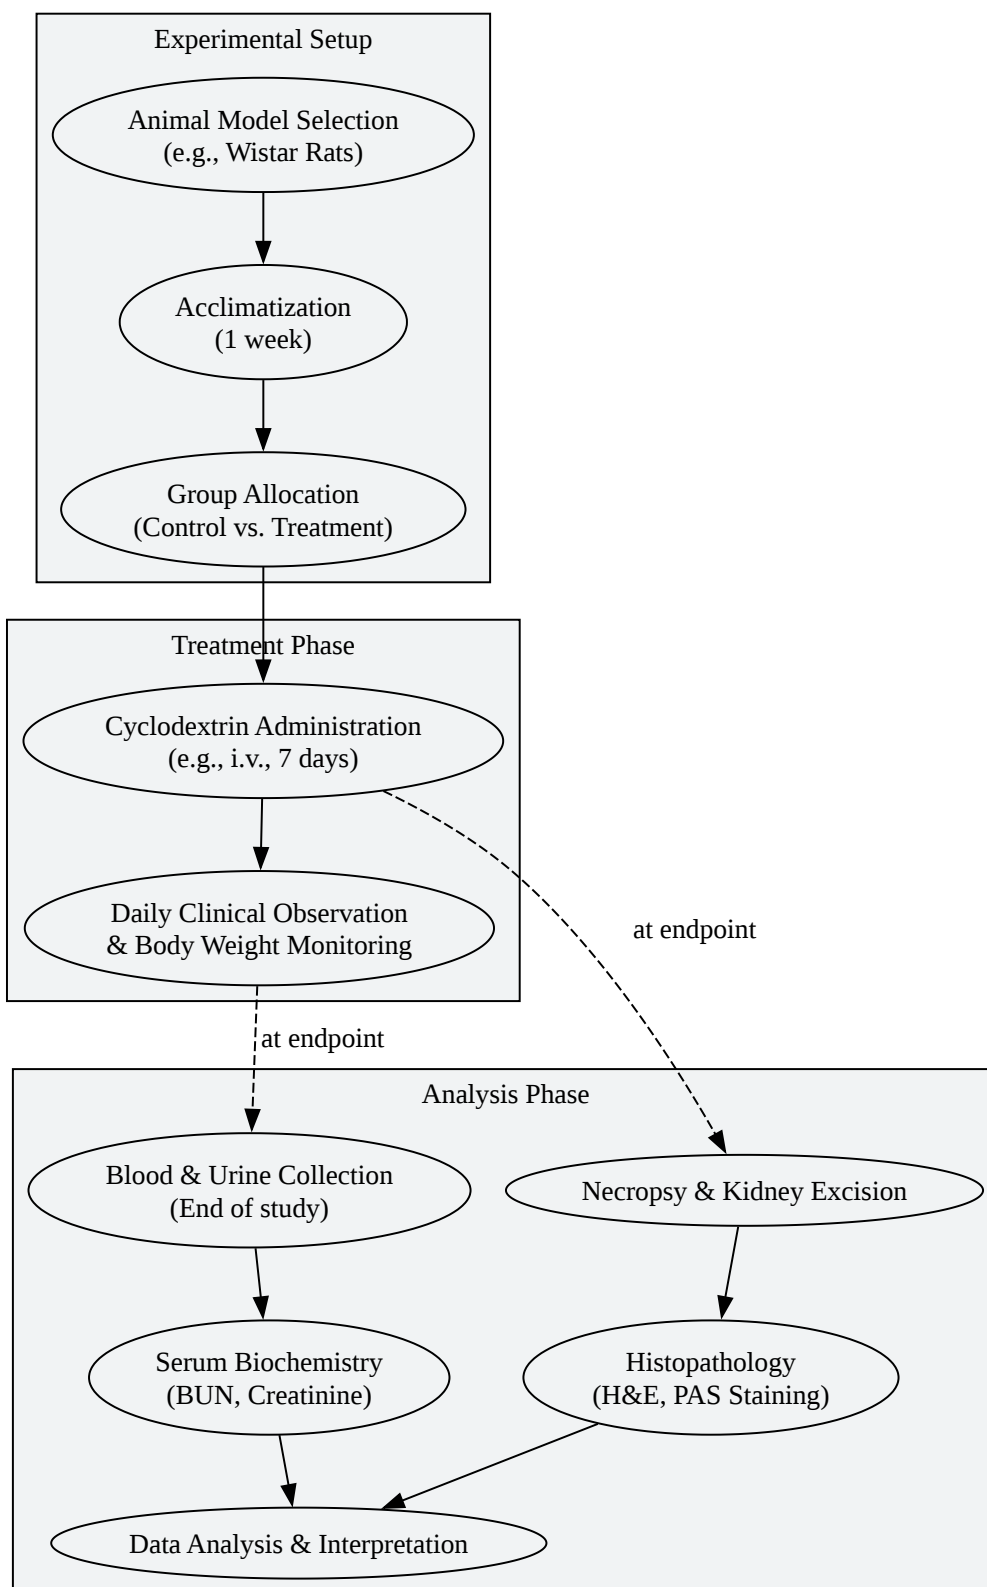 Experimental Setup
Animal Model Selection
(e.g., Wistar Rats)
Acclimatization
(1 week)
Group Allocation
(Control vs. Treatment)
Treatment Phase
Cyclodextrin Administration
(e.g., i.v., 7 days)
Daily Clinical Observation
& Body Weight Monitoring
at endpoint
at endpoint
Analysis Phase
Blood & Urine Collection
(End of study)
Necropsy & Kidney Excision
Serum Biochemistry
(BUN, Creatinine)
Histopathology
(H&E, PAS Staining)
Data Analysis & Interpretation